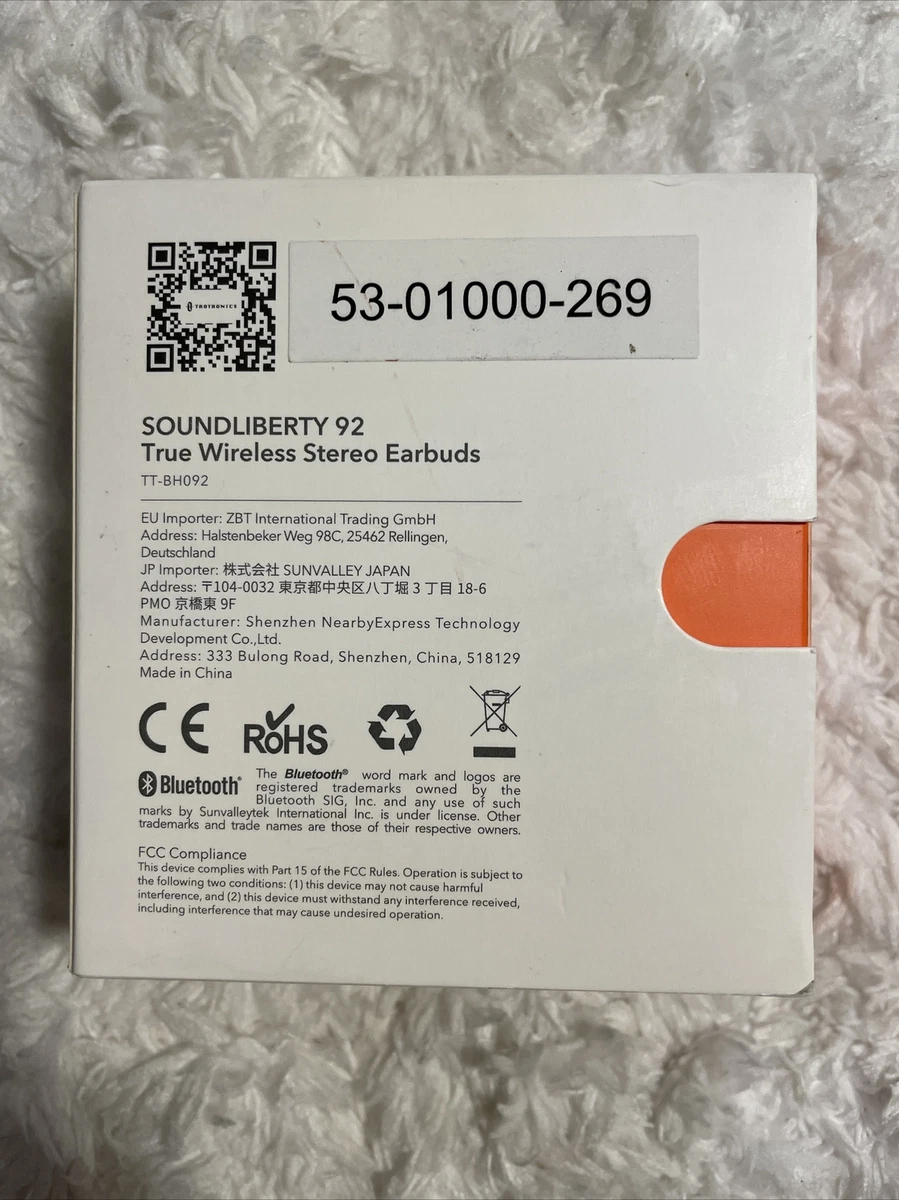 TAOTRONICS
53-01000-269
SOUNDLIBERTY 92
True Wireless Stereo Earbuds
TT-BH092
EU Importer: ZBT International Trading GmbH
Address: Halstenbeker Weg 98C, 25462 Rellingen,
Deutschland
JP Importer: 株式会社 SUNVALLEY JAPAN
Address: 〒104-0032 東京都中央区八丁堀 3 丁目 18-6
PMO 京橋東 9F
Manufacturer: Shenzhen NearbyExpress Technology
Development Co.,Ltd.
Address: 333 Bulong Road, Shenzhen, China, 518129
Made in China
CE RoHS
Bluetooth®
The Bluetooth® word mark and logos are
registered trademarks owned by the
Bluetooth SIG, Inc. and any use of such
marks by Sunvalleytek International Inc. is under license. Other
trademarks and trade names are those of their respective owners.
FCC Compliance
This device complies with Part 15 of the FCC Rules. Operation is subject to
the following two conditions: (1) this device may not cause harmful
interference, and (2) this device must withstand any interference received,
including interference that may cause undesired operation.